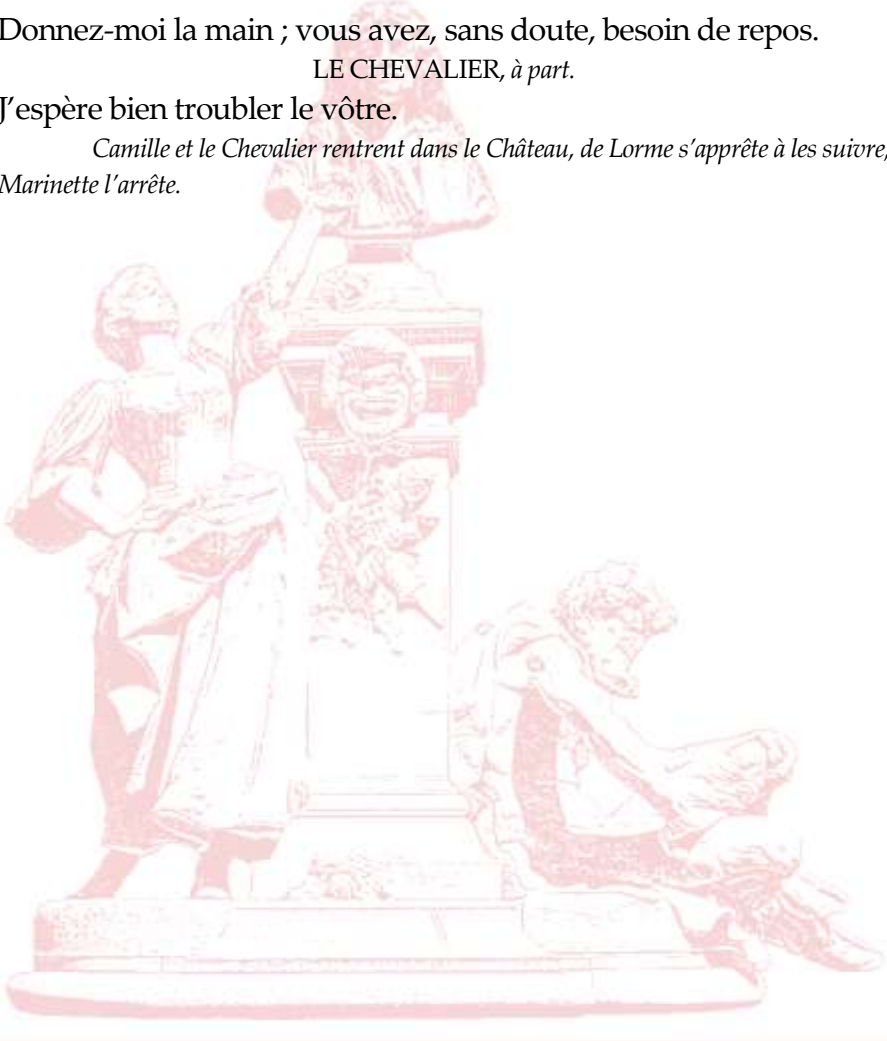 Donnez-moi la main ; vous avez, sans doute, besoin de repos.
LE CHEVALIER, à part.
J’espère bien troubler le vôtre.
Camille et le Chevalier rentrent dans le Château, de Lorme s’apprête à les suivre,
Marinette l’arrête.